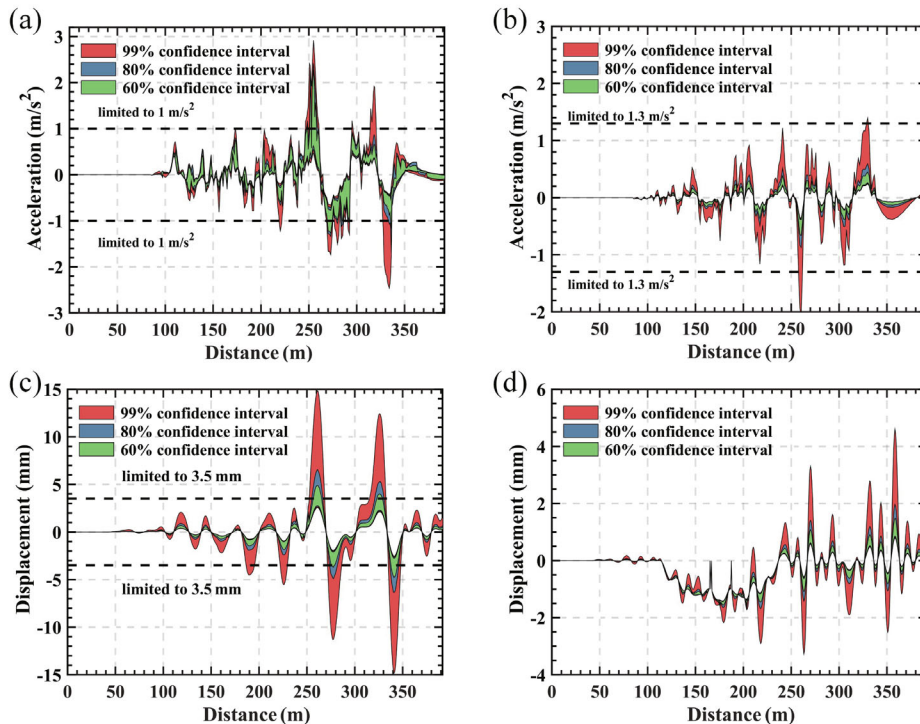 (a)
3
2
1
0
-1
-2
-3
Acceleration (m/s²)
99% confidence interval
80% confidence interval
60% confidence interval
limited to 1 m/s²
limited to 1 m/s²
0 50 100 150 200 250 300 350
Distance (m)
(b)
3
2
1
0
-1
-2
Acceleration (m/s²)
99% confidence interval
80% confidence interval
60% confidence interval
limited to 1.3 m/s²
limited to 1.3 m/s²
0 50 100 150 200 250 300 350
Distance (m)
(c)
15
10
5
0
-5
-10
-15
Displacement (mm)
99% confidence interval
80% confidence interval
60% confidence interval
limited to 3.5 mm
limited to 3.5 mm
0 50 100 150 200 250 300 350
Distance (m)
(d)
6
4
2
0
-2
-4
Displacement (mm)
99% confidence interval
80% confidence interval
60% confidence interval
0 50 100 150 200 250 300 350
Distance (m)